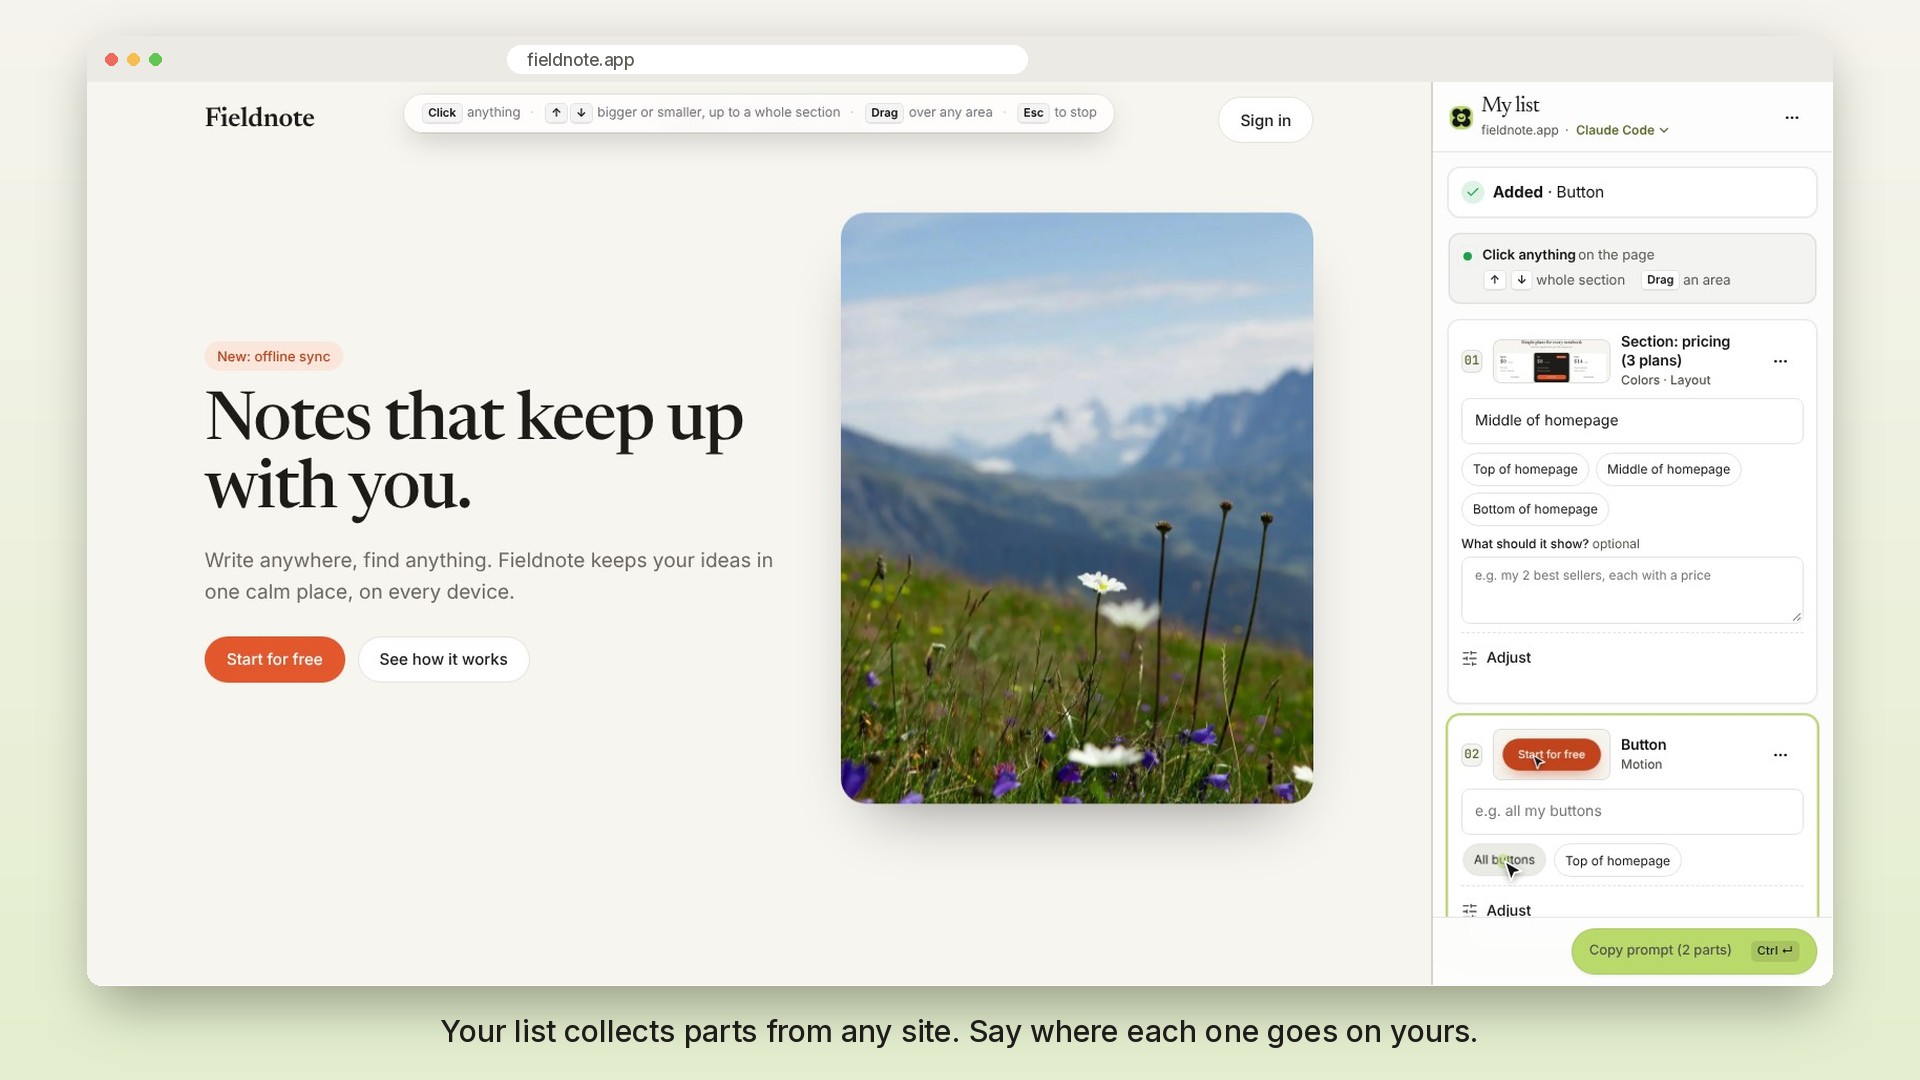 fieldnote.app
Fieldnote
Click anything · ↑ ↓ bigger or smaller, up to a whole section · Drag over any area · Esc to stop
Sign in
New: offline sync
Notes that keep up
with you.
Write anywhere, find anything. Fieldnote keeps your ideas in
one calm place, on every device.
Start for free
See how it works
My list
fieldnote.app · Claude Code
Added · Button
Click anything on the page
↑ ↓ whole section Drag an area
01
Section: pricing
(3 plans)
Colors · Layout
Middle of homepage
Top of homepage
Middle of homepage
Bottom of homepage
What should it show? optional
e.g. my 2 best sellers, each with a price
Adjust
02
Start for free
Button
Motion
e.g. all my buttons
All buttons
Top of homepage
Adjust
Copy prompt (2 parts) Ctrl ↵
Your list collects parts from any site. Say where each one goes on yours.